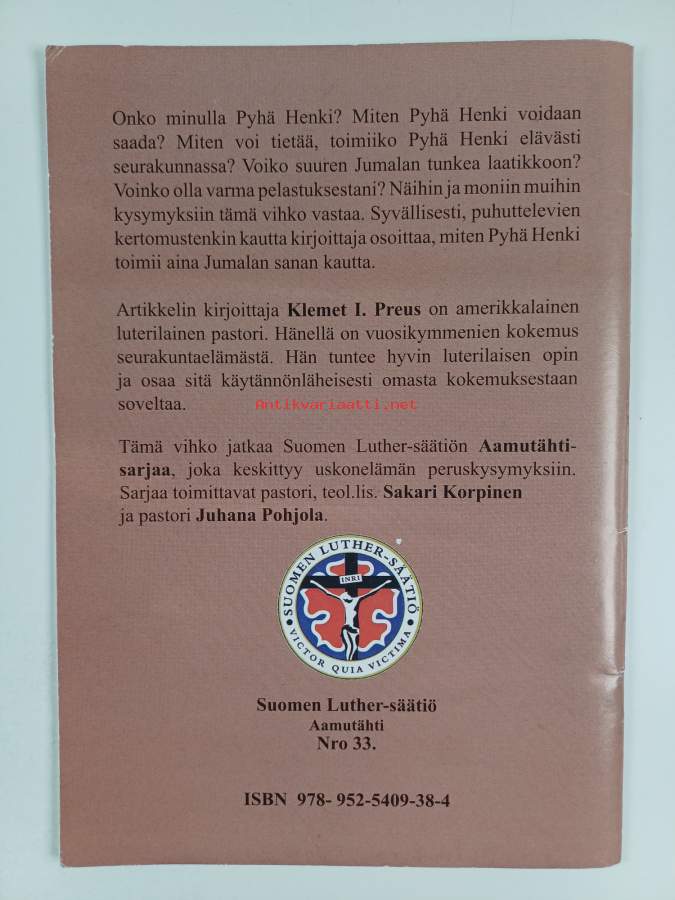 Onko minulla Pyhä Henki? Miten Pyhä Henki voidaan
saada? Miten voi tietää, toimiiko Pyhä Henki elävästi
seurakunnassa? Voiko suuren Jumalan tunkea laatikkoon?
Voinko olla varma pelastuksestani? Näihin ja moniin muihin
kysymyksiin tämä vihko vastaa. Syvällisesti, puhuttelevien
kertomustenkin kautta kirjoittaja osoittaa, miten Pyhä Henki
toimii aina Jumalan sanan kautta.
Artikkelin kirjoittaja Klemet I. Preus on amerikkalainen
luterilainen pastori. Hänellä on vuosikymmenien kokemus
seurakuntaelämästä. Hän tuntee hyvin luterilaisen opin
ja osaa sitä käytännönläheisesti omasta kokemuksestaan
soveltaa.
Antikvariaatti.net
Tämä vihko jatkaa Suomen Luther-säätiön Aamutähti-
sarjaa, joka keskittyy uskonelämän peruskysymyksiin.
Sarjaa toimittavat pastori, teol.lis. Sakari Korpinen
ja pastori Juhana Pohjola.
• SUOMEN LUTHER-SÄÄTIÖ •
INRI
VICTOR QUIA VICTIMA
Suomen Luther-säätiö
Aamutähti
Nro 33.
ISBN 978- 952-5409-38-4